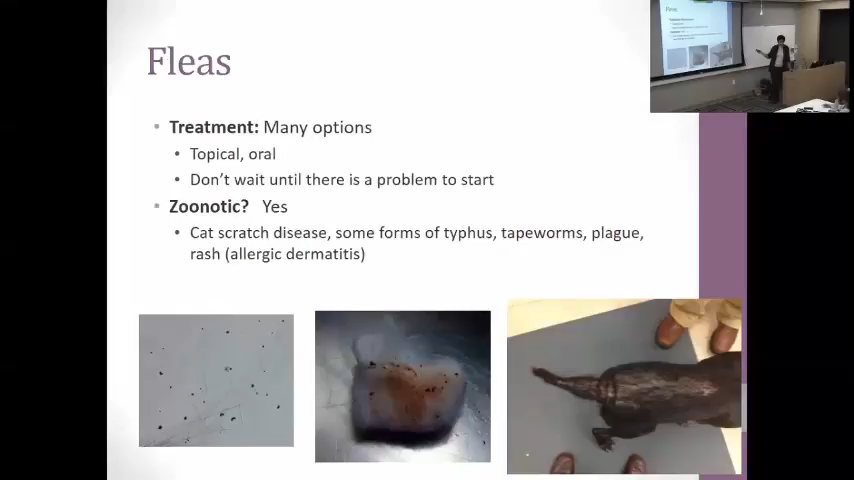 Fleas
Treatment: Many options
Topical, oral
Don't wait until there is a problem to start
Zoonotic? Yes
Cat scratch disease, some forms of typhus, tapeworms, plague,
rash (allergic dermatitis)